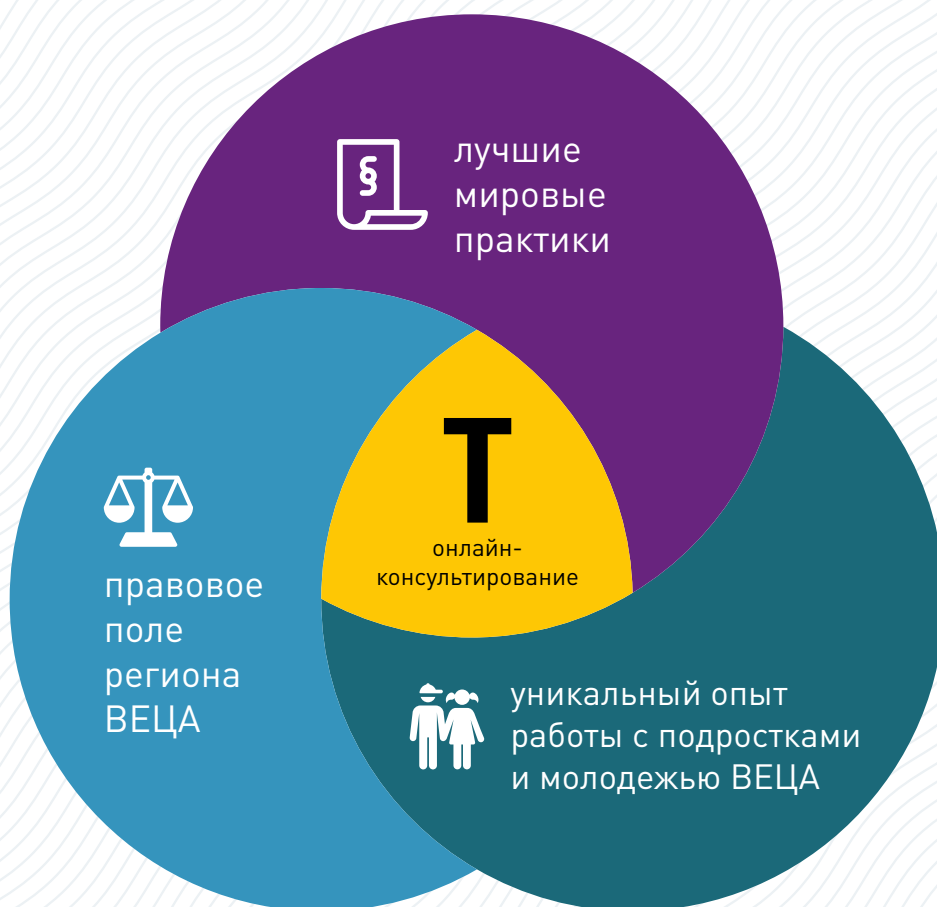 §
лучшие
мировые
практики
Т
онлайн-
консультирование
правовое
поле
региона
ВЕЦА
уникальный опыт
работы с подростками
и молодежью ВЕЦА